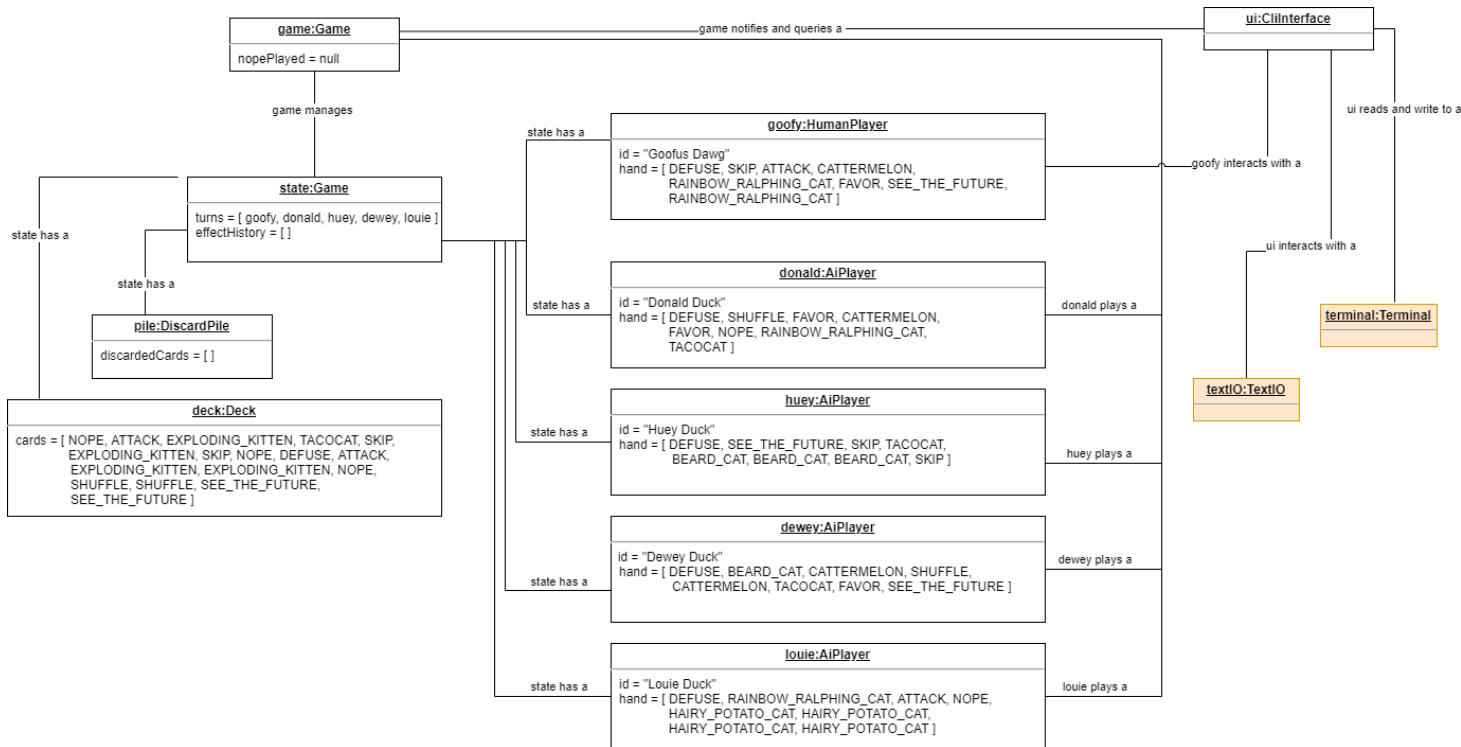 game:Game
nopePlayed = null
game notifies and queries a
ui:CliInterface
game manages
ui reads and write to a
state has a
goofy:HumanPlayer
id = "Goofus Dawg"
hand = [ DEFUSE, SKIP, ATTACK, CATTERMELON,
RAINBOW_RALPHING_CAT, FAVOR, SEE_THE_FUTURE,
RAINBOW_RALPHING_CAT ]
goofy interacts with a
state:Game
turns = [ goofy, donald, huey, dewey, louie ]
effectHistory = [ ]
state has a
ui interacts with a
state has a
pile:DiscardPile
discardedCards = [ ]
state has a
donald:AiPlayer
id = "Donald Duck"
hand = [ DEFUSE, SHUFFLE, FAVOR, CATTERMELON,
FAVOR, NOPE, RAINBOW_RALPHING_CAT,
TACOCAT ]
donald plays a
terminal:Terminal
textIO:TextIO
deck:Deck
cards = [ NOPE, ATTACK, EXPLODING_KITTEN, TACOCAT, SKIP,
EXPLODING_KITTEN, SKIP, NOPE, DEFUSE, ATTACK,
EXPLODING_KITTEN, EXPLODING_KITTEN, NOPE,
SHUFFLE, SHUFFLE, SEE_THE_FUTURE,
SEE_THE_FUTURE ]
state has a
huey:AiPlayer
id = "Huey Duck"
hand = [ DEFUSE, SEE_THE_FUTURE, SKIP, TACOCAT,
BEARD_CAT, BEARD_CAT, BEARD_CAT, SKIP ]
huey plays a
state has a
dewey:AiPlayer
id = "Dewey Duck"
hand = [ DEFUSE, BEARD_CAT, CATTERMELON, SHUFFLE,
CATTERMELON, TACOCAT, FAVOR, SEE_THE_FUTURE ]
dewey plays a
state has a
louie:AiPlayer
id = "Louie Duck"
hand = [ DEFUSE, RAINBOW_RALPHING_CAT, ATTACK, NOPE,
HAIRY_POTATO_CAT, HAIRY_POTATO_CAT,
HAIRY_POTATO_CAT, HAIRY_POTATO_CAT ]
louie plays a